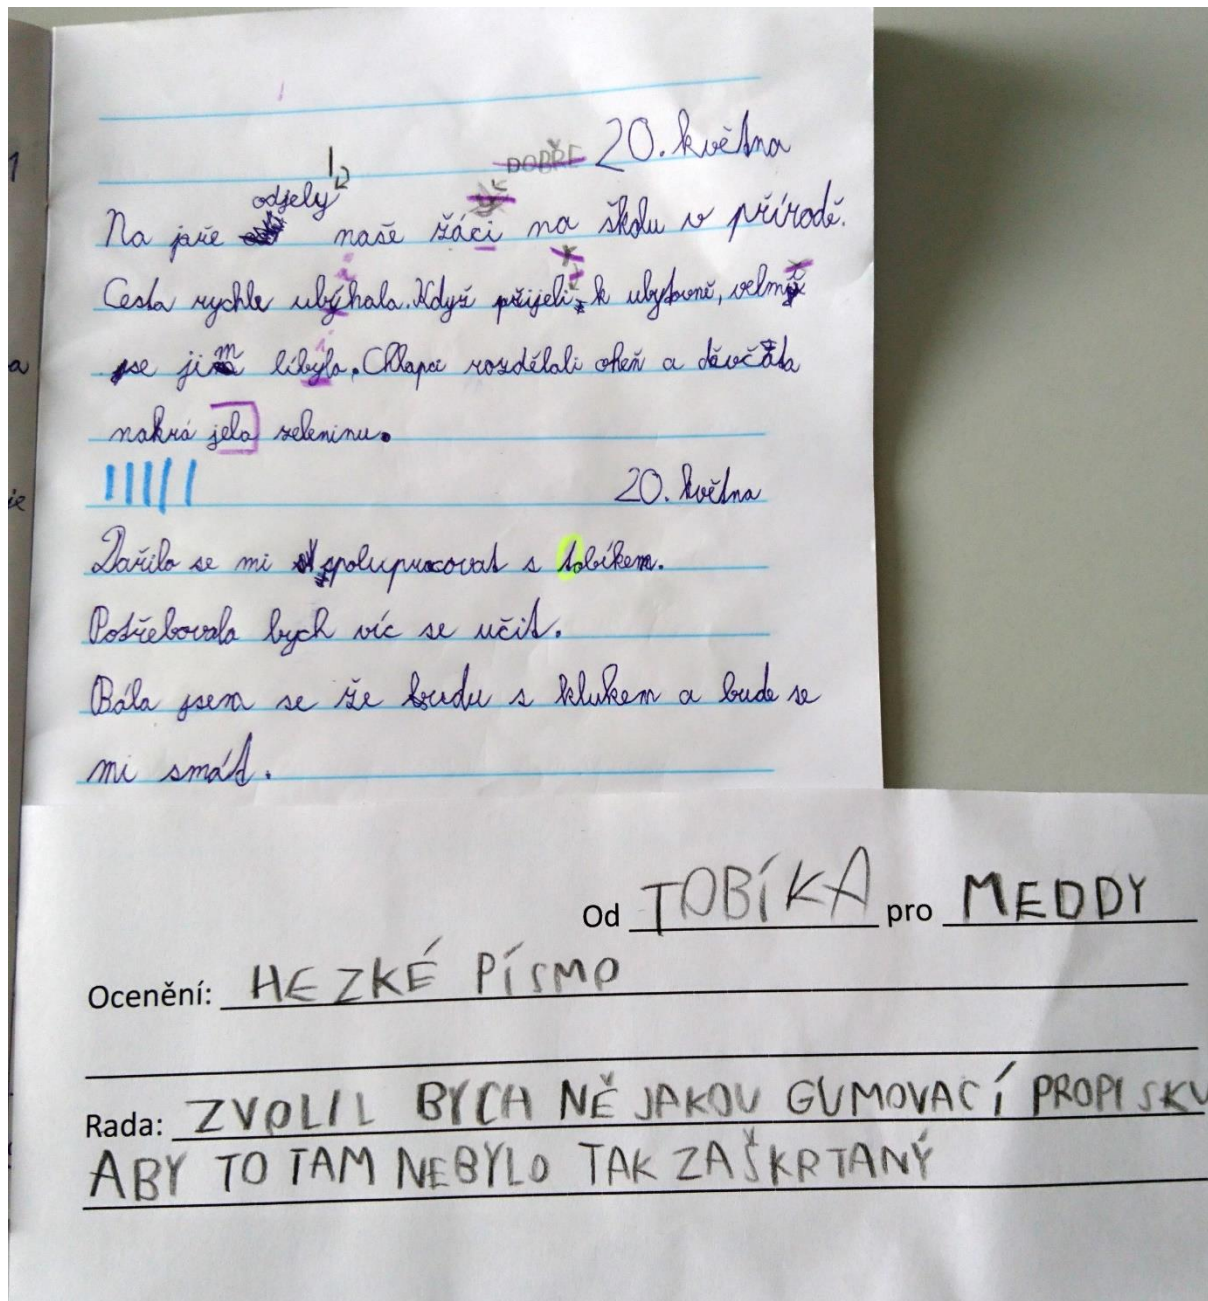 DOBŘE 20. května
odjely
Na jaře naše žáci na školu v přírodě.
Cesta rychle ubýhala. Když přijeli k ubytovně, velmi
se jim líbyla. Chlapci rozdělali oheň a děvčata
nakrájela zeleninu.
20. května
Dařilo se mi spolupracovat s tobíkem.
Potřebovala bych víc se učit.
Bála jsem se že budu s klukem a bude se
mi smát.
Od TOBÍKA pro MEDDY
Ocenění: HEZKÉ PÍSMO
Rada: ZVOLIL BYCH NĚJAKOU GUMOVACÍ PROPISKU
ABY TO TAM NEBYLO TAK ZAŠKRTANÝ